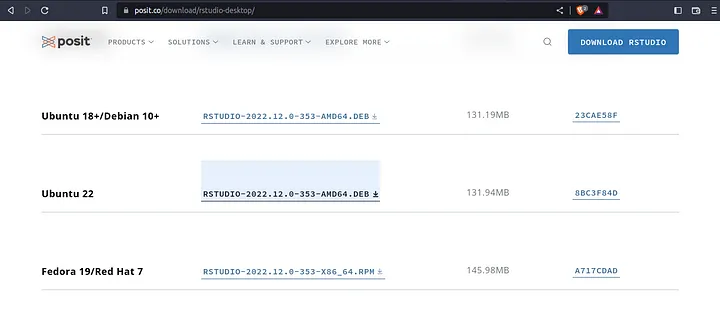 posit.co/download/rstudio-desktop/
posit PRODUCTS SOLUTIONS LEARN & SUPPORT EXPLORE MORE DOWNLOAD RSTUDIO
Ubuntu 18+/Debian 10+ RSTUDIO-2022.12.0-353-AMD64.DEB 131.19MB 23CAE58F
Ubuntu 22 RSTUDIO-2022.12.0-353-AMD64.DEB 131.94MB 8BC3F84D
Fedora 19/Red Hat 7 RSTUDIO-2022.12.0-353-X86_64.RPM 145.98MB A717CDAD